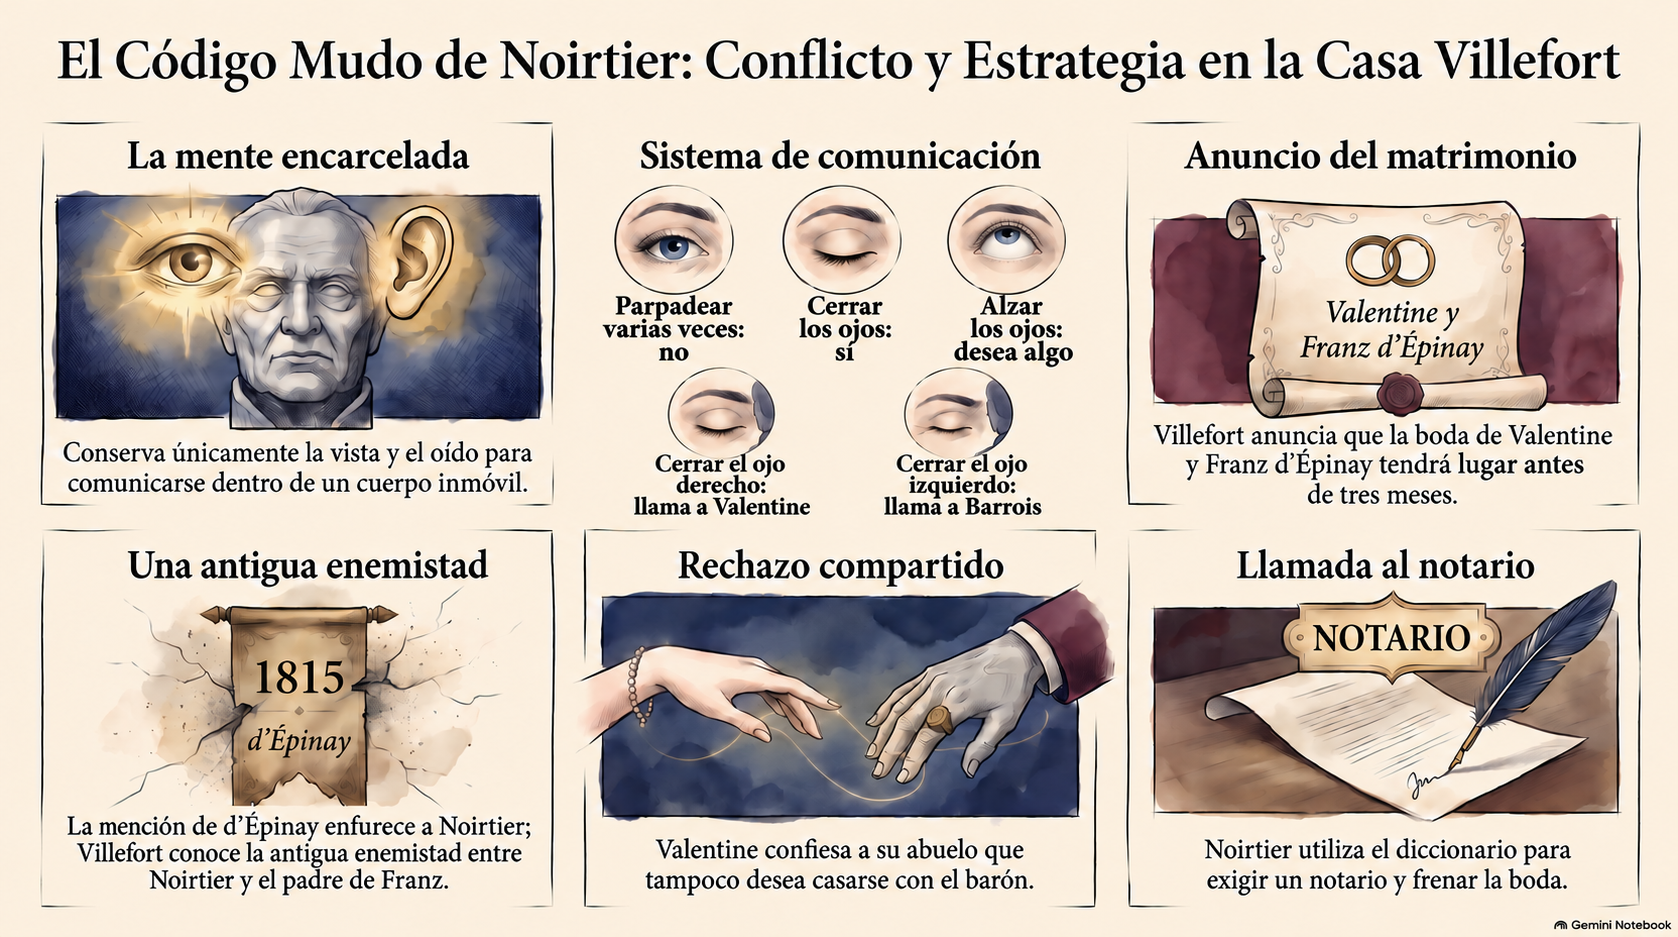 El Código Mudo de Noirtier: Conflicto y Estrategia en la Casa Villefort
La mente encarcelada
Conserva únicamente la vista y el oído para
comunicarse dentro de un cuerpo inmóvil.
Sistema de comunicación
Parpadear
varias veces:
no
Cerrar
los ojos:
sí
Alzar
los ojos:
desea algo
Cerrar el ojo
derecho:
llama a Valentine
Cerrar el ojo
izquierdo:
llama a Barrois
Anuncio del matrimonio
Valentine y
Franz d’Épinay
Villefort anuncia que la boda de Valentine
y Franz d’Épinay tendrá lugar antes
de tres meses.
Una antigua enemistad
1815
d’Épinay
La mención de d’Épinay enfurece a Noirtier;
Villefort conoce la antigua enemistad entre
Noirtier y el padre de Franz.
Rechazo compartido
Valentine confiesa a su abuelo que
tampoco desea casarse con el barón.
Llamada al notario
NOTARIO
Noirtier utiliza el diccionario para
exigir un notario y frenar la boda.
Gemini Notebook